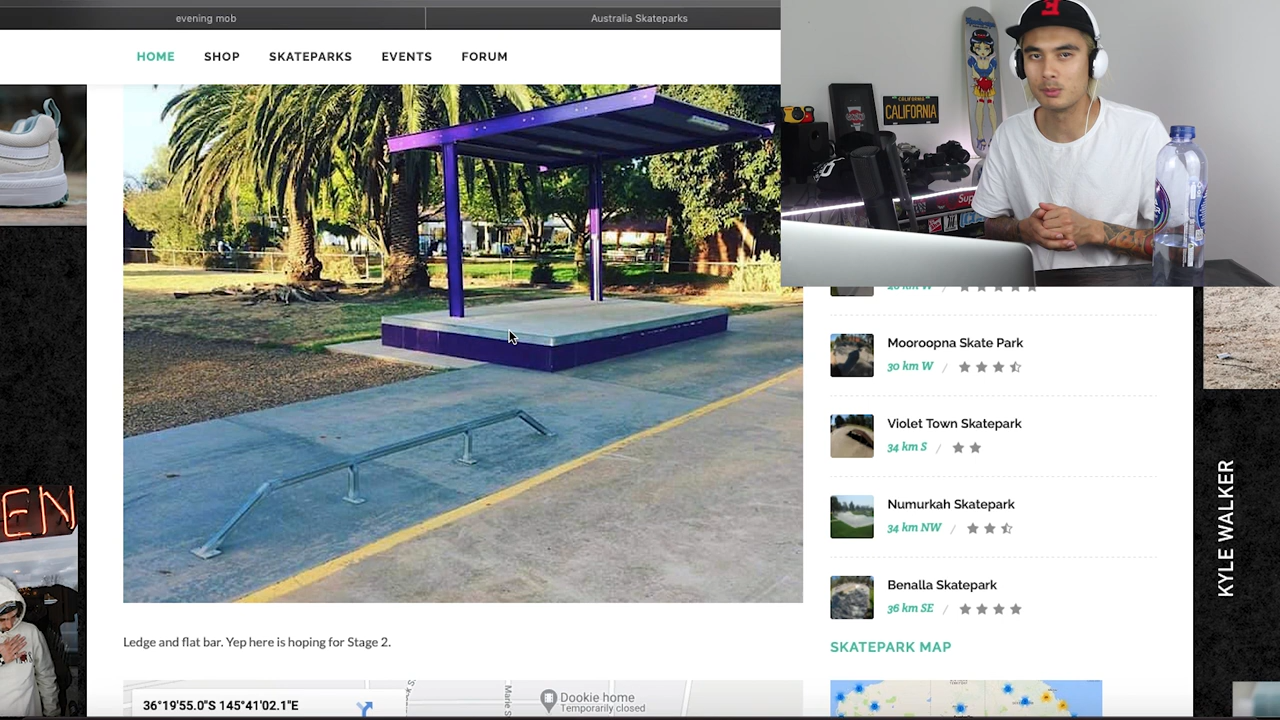 evening mob
Australia Skateparks
HOME SHOP SKATEPARKS EVENTS FORUM
CALIFORNIA
Mooroopna Skate Park
30 km W /
Violet Town Skatepark
34 km S /
Numurkah Skatepark
34 km NW /
Benalla Skatepark
36 km SE /
SKATEPARK MAP
KYLE WALKER
EN
Ledge and flat bar. Yep here is hoping for Stage 2.
36°19'55.0"S 145°41'02.1"E
Dookie home
Temporarily closed